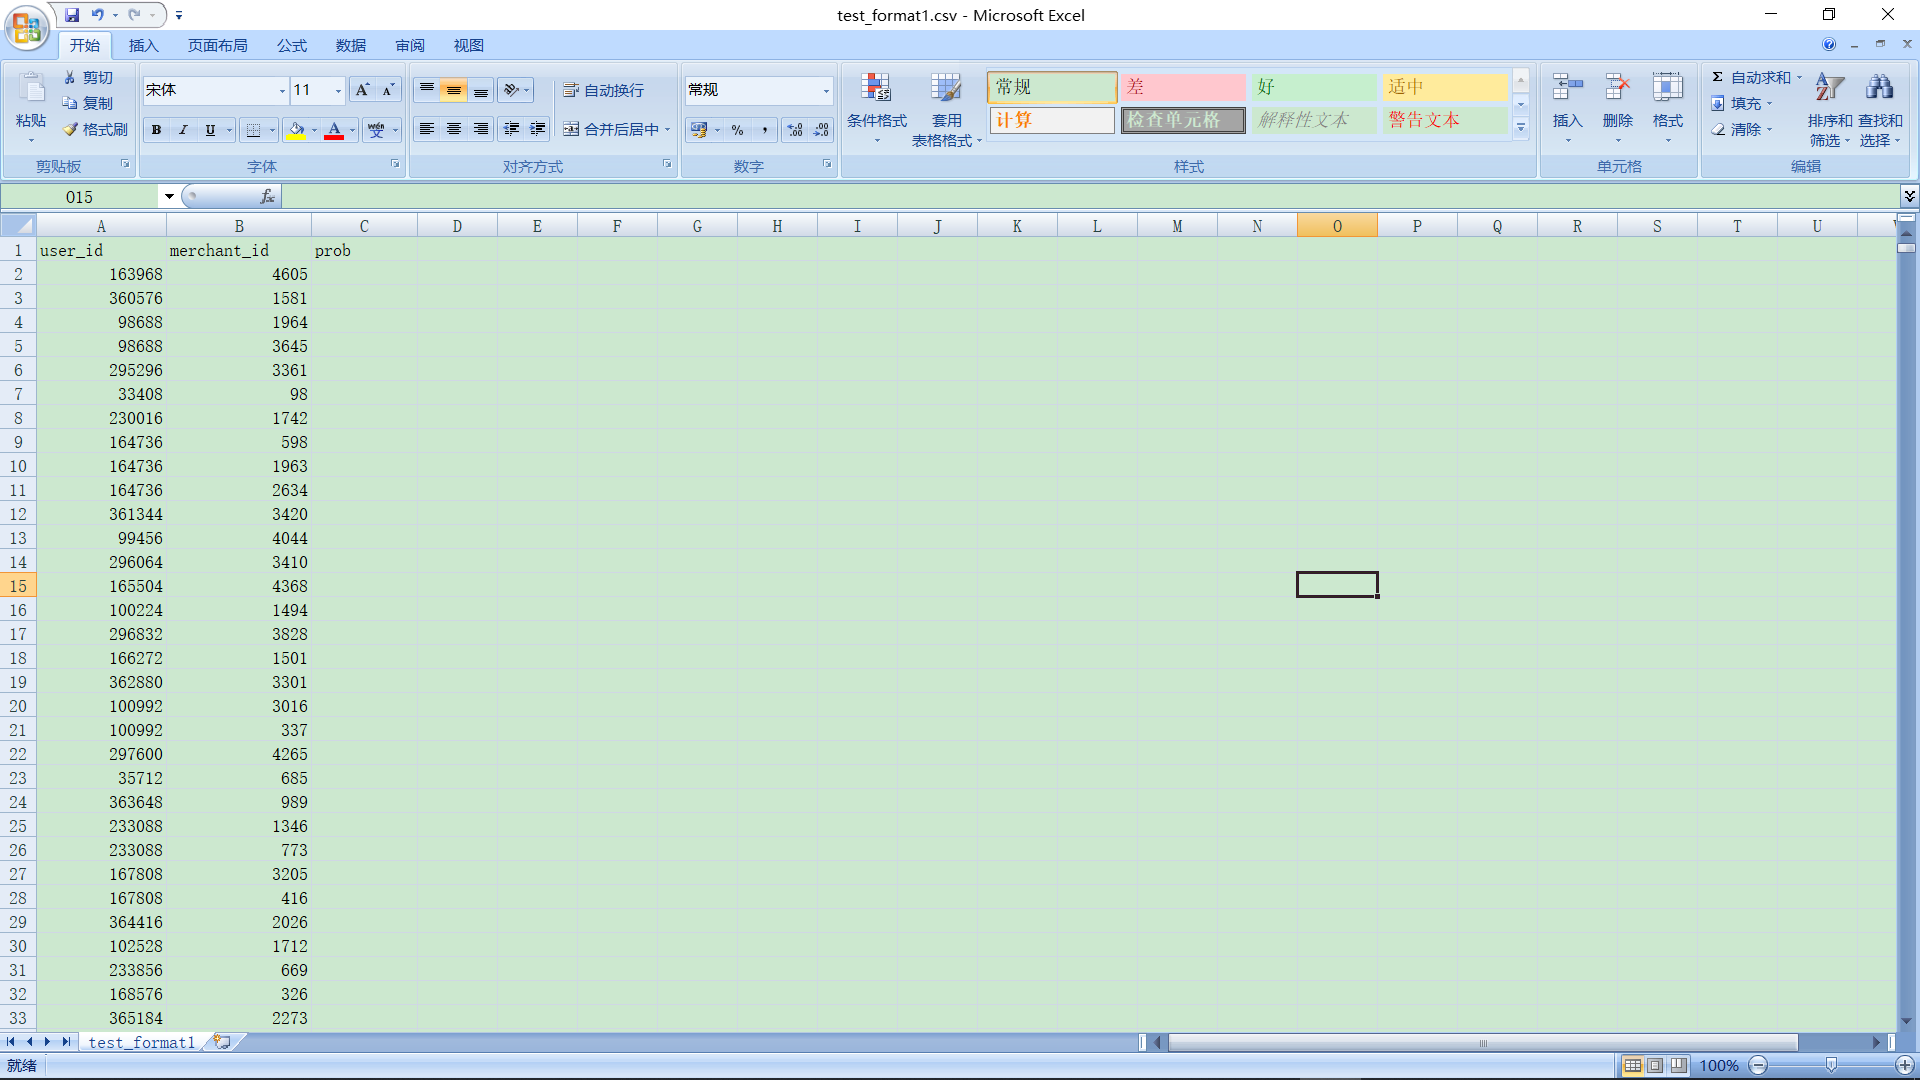 test_format1.csv - Microsoft Excel
开始 插入 页面布局 公式 数据 审阅 视图
粘贴 剪切 复制 格式刷 剪贴板
宋体 11 B I U 字体
自动换行 合并后居中 对齐方式
常规 % 数字
条件格式 套用 表格格式
常规 差 好 适中
计算 检查单元格 解释性文本 警告文本
样式
插入 删除 格式 单元格
Σ 自动求和 填充 清除 排序和 筛选 查找和 选择 编辑
O15 fx
A B C D E F G H I J K L M N O P Q R S T U
1 user_id merchant_id prob
2 163968 4605
3 360576 1581
4 98688 1964
5 98688 3645
6 295296 3361
7 33408 98
8 230016 1742
9 164736 598
10 164736 1963
11 164736 2634
12 361344 3420
13 99456 4044
14 296064 3410
15 165504 4368
16 100224 1494
17 296832 3828
18 166272 1501
19 362880 3301
20 100992 3016
21 100992 337
22 297600 4265
23 35712 685
24 363648 989
25 233088 1346
26 233088 773
27 167808 3205
28 167808 416
29 364416 2026
30 102528 1712
31 233856 669
32 168576 326
33 365184 2273
test_format1
就绪 100%